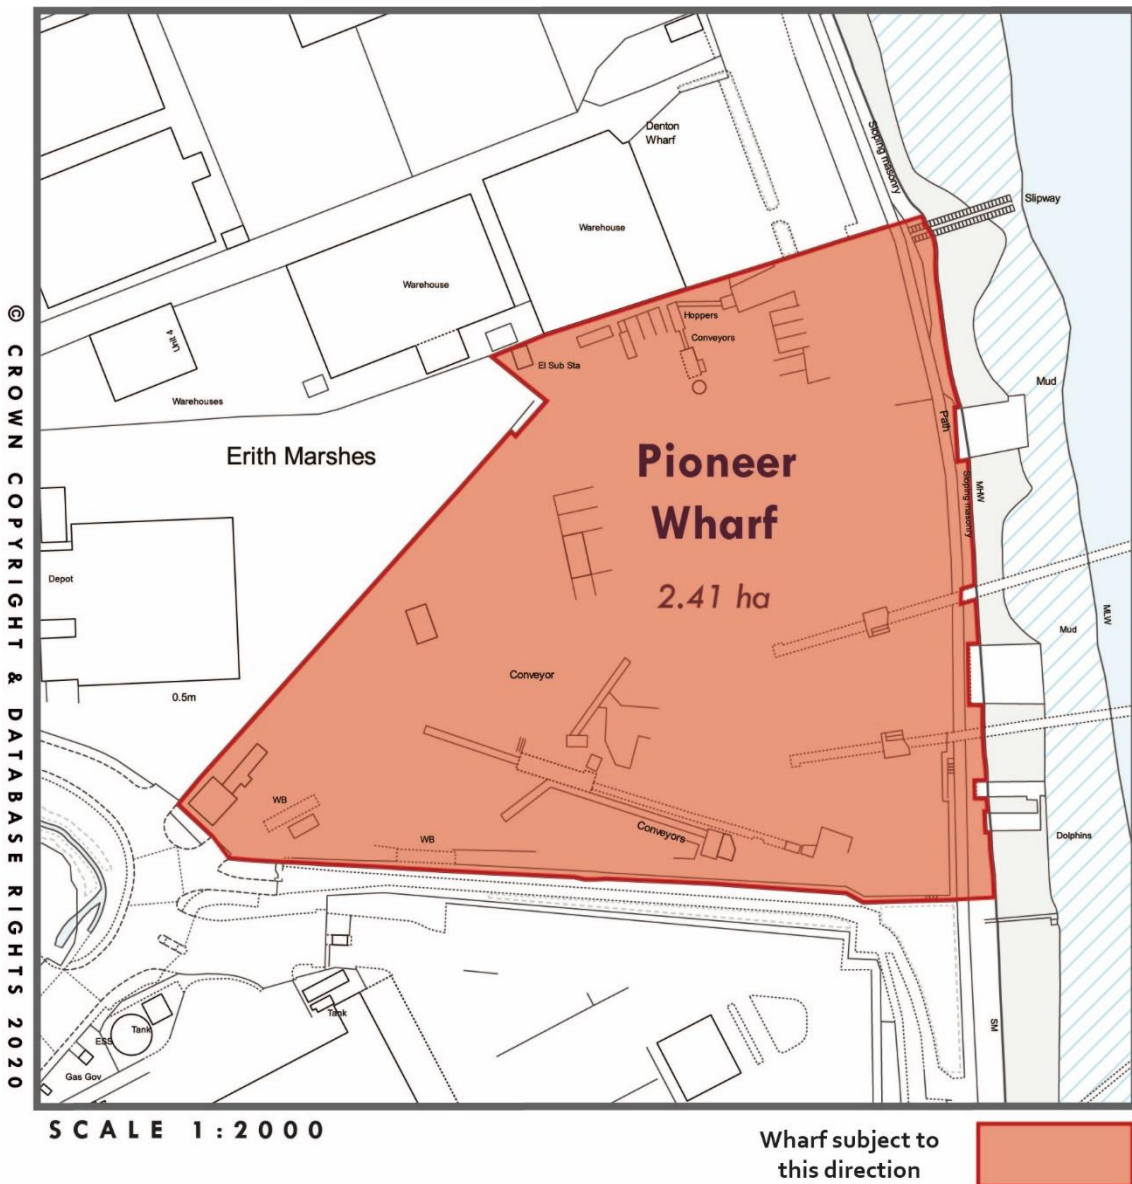 Denton
Wharf
Sloping masonry
Slipway
Warehouse
Warehouse
Unit 4
Warehouses
Hoppers
Conveyors
El Sub Sta
Mud
Path
Erith Marshes
Pioneer
Wharf
2.41 ha
MHW
Sloping masonry
Depot
MLW
Mud
0.5m
Conveyor
WB
WB
Conveyors
Dolphins
SM
Tank
Tank
ESS
Gas Gov
© CROWN COPYRIGHT & DATABASE RIGHTS 2020
SCALE 1:2000
Wharf subject to
this direction